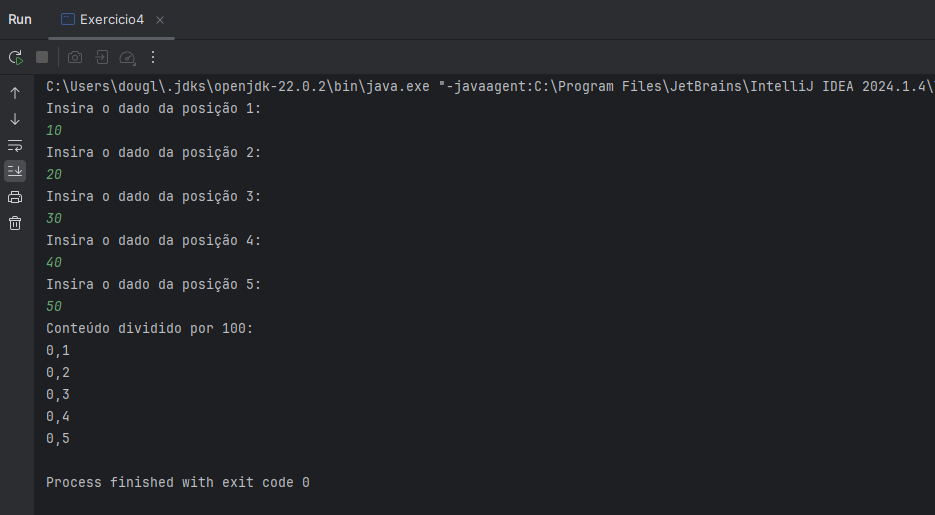 Run Exercicio4
C:\Users\dougl\.jdks\openjdk-22.0.2\bin\java.exe "-javaagent:C:\Program Files\JetBrains\IntelliJ IDEA 2024.1.4\
Insira o dado da posição 1:
10
Insira o dado da posição 2:
20
Insira o dado da posição 3:
30
Insira o dado da posição 4:
40
Insira o dado da posição 5:
50
Conteúdo dividido por 100:
0,1
0,2
0,3
0,4
0,5
Process finished with exit code 0